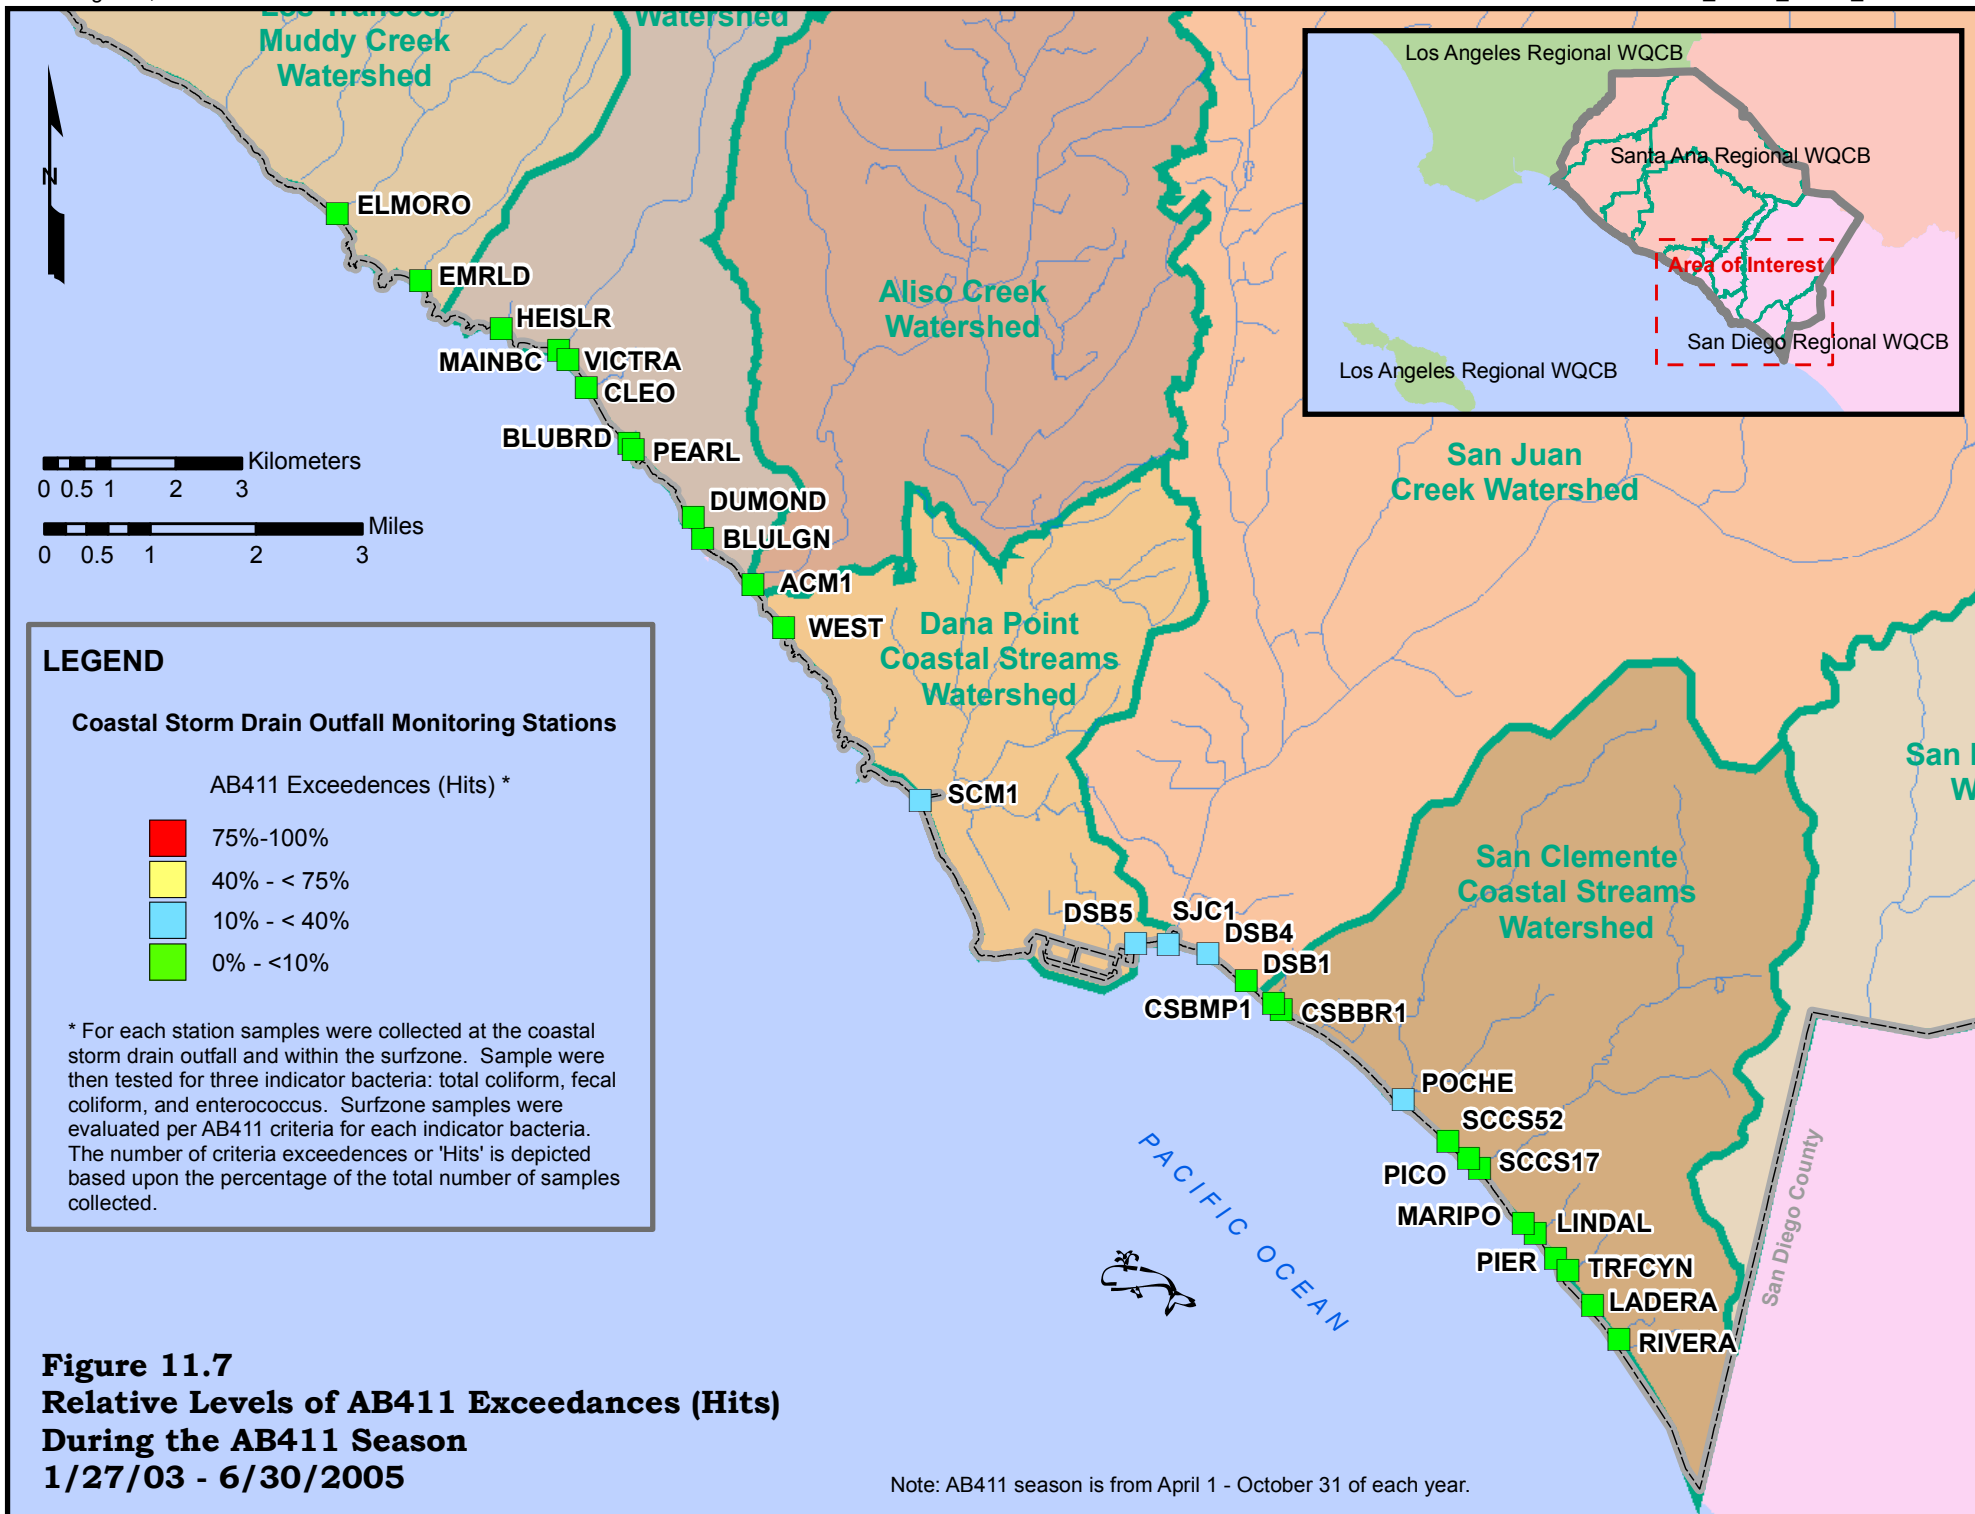 Muddy Creek
Watershed
Watershed
N
ELMORO
EMRLD
HEISLR
MAINBC
VICTRA
CLEO
BLUBRD
PEARL
DUMOND
BLULGN
ACM1
WEST
SCM1
DSB5
SJC1
DSB4
DSB1
CSBMP1
CSBBR1
POCHE
SCCS52
SCCS17
PICO
MARIPO
LINDAL
PIER
TRFCYN
LADERA
RIVERA
Aliso Creek
Watershed
Dana Point
Coastal Streams
Watershed
San Juan
Creek Watershed
San Clemente
Coastal Streams
Watershed
San
San Diego County
PACIFIC OCEAN
Los Angeles Regional WQCB
Santa Ana Regional WQCB
Area of Interest
San Diego Regional WQCB
Los Angeles Regional WQCB
Kilometers
0 0.5 1 2 3
Miles
0 0.5 1 2 3
LEGEND
Coastal Storm Drain Outfall Monitoring Stations
AB411 Exceedences (Hits) *
75%-100%
40% - < 75%
10% - < 40%
0% - <10%
* For each station samples were collected at the coastal
storm drain outfall and within the surfzone. Sample were
then tested for three indicator bacteria: total coliform, fecal
coliform, and enterococcus. Surfzone samples were
evaluated per AB411 criteria for each indicator bacteria.
The number of criteria exceedences or 'Hits' is depicted
based upon the percentage of the total number of samples
collected.
Figure 11.7
Relative Levels of AB411 Exceedances (Hits)
During the AB411 Season
1/27/03 - 6/30/2005
Note: AB411 season is from April 1 - October 31 of each year.